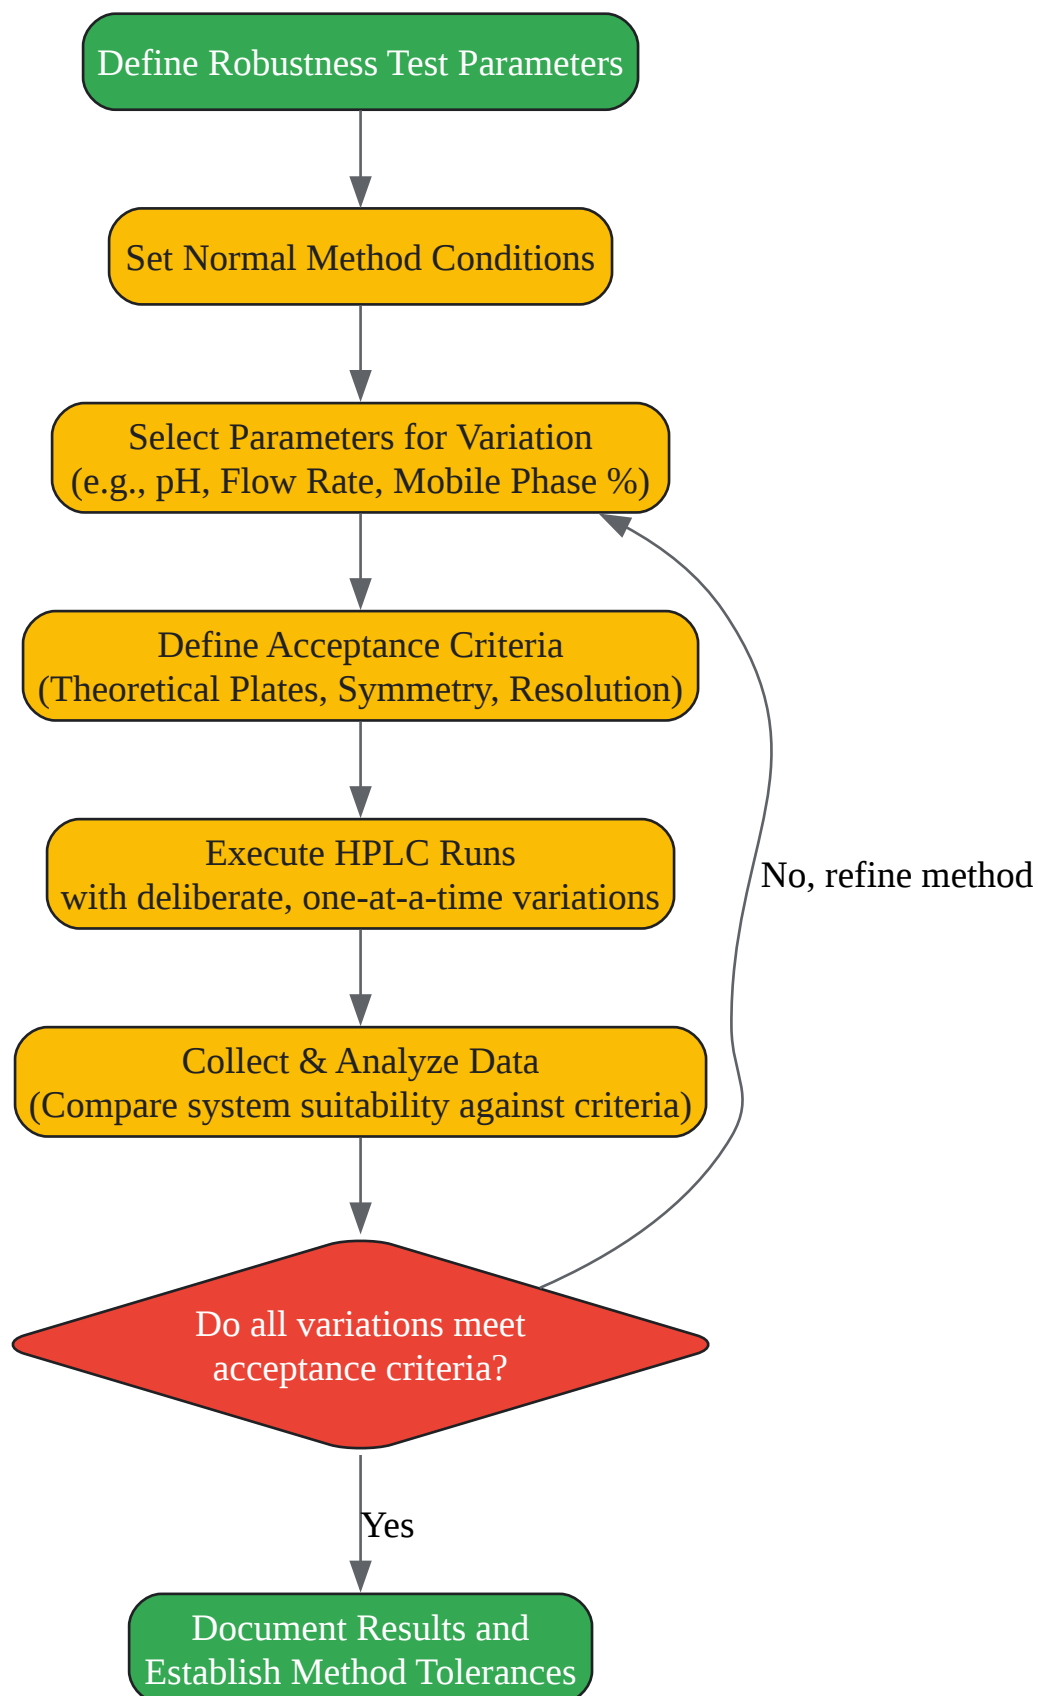 Define Robustness Test Parameters
Set Normal Method Conditions
Select Parameters for Variation
(e.g., pH, Flow Rate, Mobile Phase %)
Define Acceptance Criteria
(Theoretical Plates, Symmetry, Resolution)
Execute HPLC Runs
with deliberate, one-at-a-time variations
No, refine method
Collect & Analyze Data
(Compare system suitability against criteria)
Do all variations meet
acceptance criteria?
Yes
Document Results and
Establish Method Tolerances